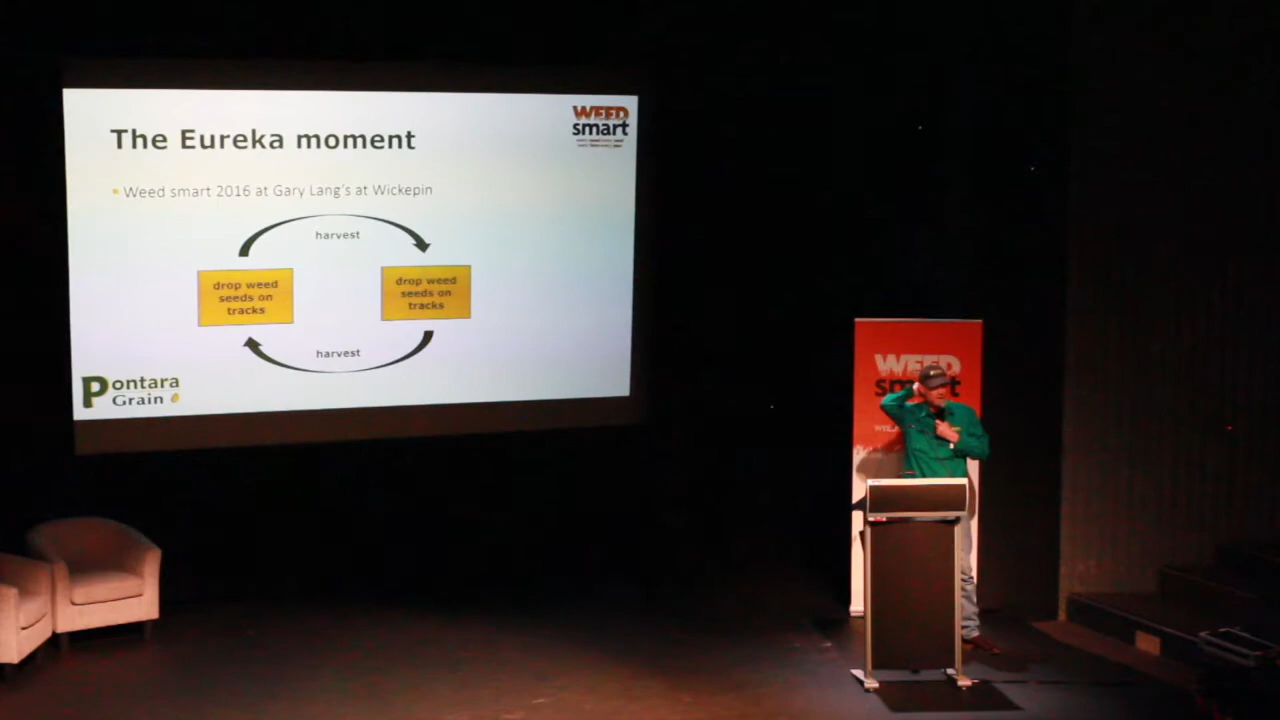 The Eureka moment
WEED
smart
Weed smart 2016 at Gary Lang's at Wickepin
harvest
drop weed
seeds on
tracks
drop weed
seeds on
tracks
harvest
Pontara
Grain
WEED